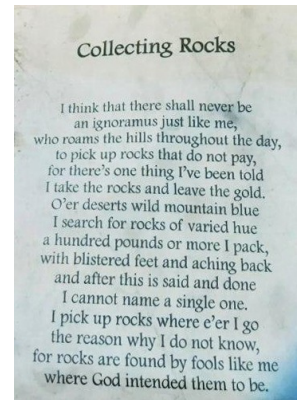 Collecting Rocks
I think that there shall never be
an ignoramus just like me,
who roams the hills throughout the day,
to pick up rocks that do not pay,
for there's one thing I've been told
I take the rocks and leave the gold.
O'er deserts wild mountain blue
I search for rocks of varied hue
a hundred pounds or more I pack,
with blistered feet and aching back
and after this is said and done
I cannot name a single one.
I pick up rocks where e'er I go
the reason why I do not know,
for rocks are found by fools like me
where God intended them to be.